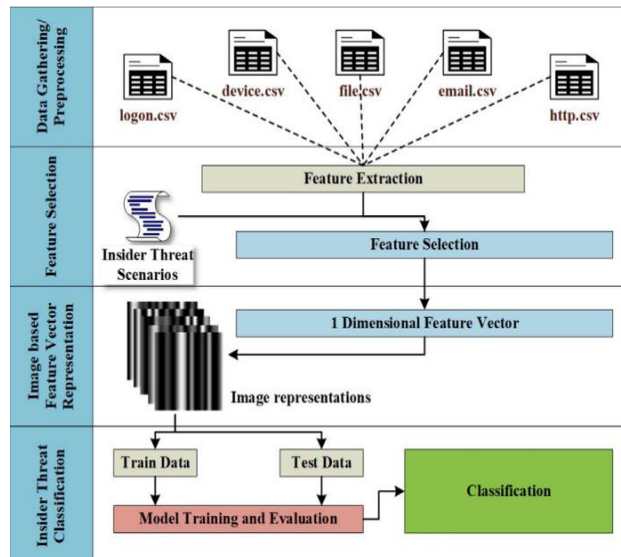 Data Gathering/
Preprocessing
logon.csv
device.csv
file.csv
email.csv
http.csv
Feature Selection
Feature Extraction
Insider Threat
Scenarios
Feature Selection
Image based
Feature Vector
Representation
1 Dimensional Feature Vector
Image representations
Insider Threat
Classification
Train Data
Test Data
Model Training and Evaluation
Classification